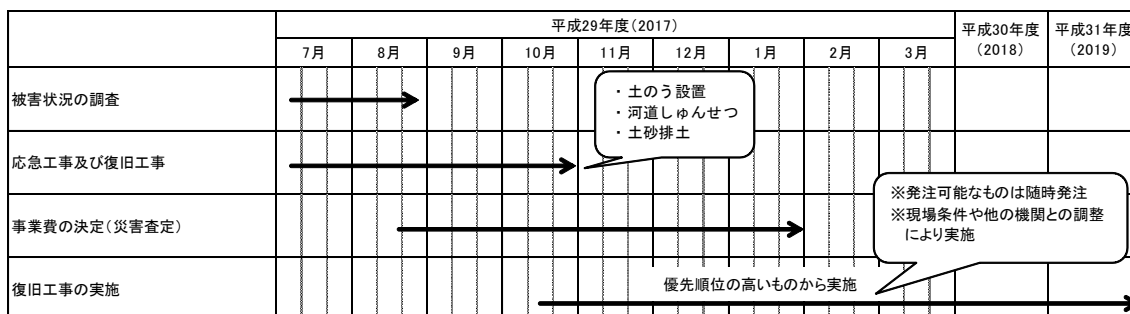 平成29年度(2017)
平成30年度
(2018)
平成31年度
(2019)
7月
8月
9月
10月
11月
12月
1月
2月
3月
被害状況の調査
・土のう設置
・河道しゅんせつ
・土砂排土
応急工事及び復旧工事
※発注可能なものは随時発注
※現場条件や他の機関との調整
により実施
事業費の決定(災害査定)
優先順位の高いものから実施
復旧工事の実施